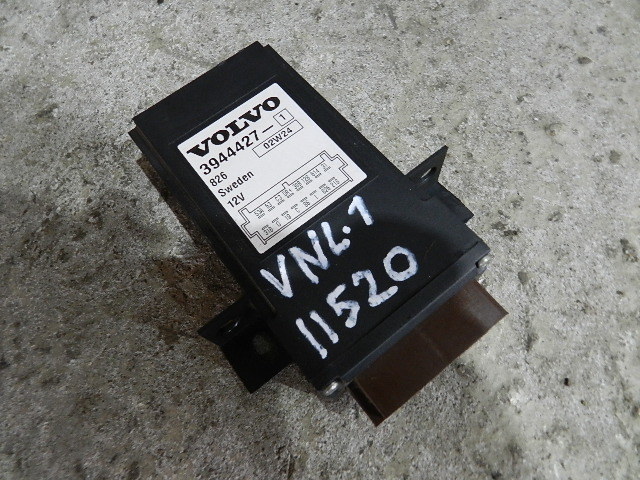 VOLVO
3944427- 1
02W24
826
Sweden
12V
VNL.1
11520